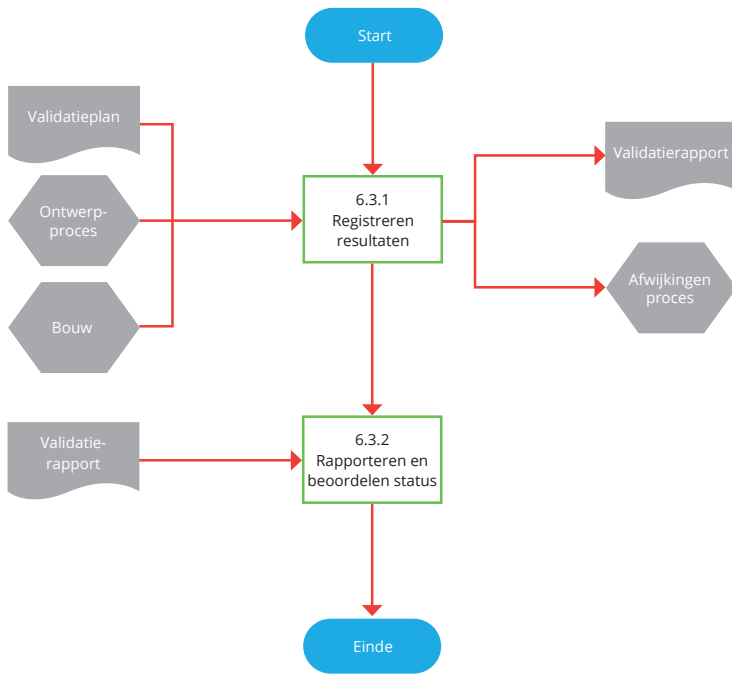 Start
Validatieplan
Validatierapport
Ontwerp-
proces
6.3.1
Registreren
resultaten
Afwijkingen
proces
Bouw
Validatie-
rapport
6.3.2
Rapporteren en
beoordelen status
Einde